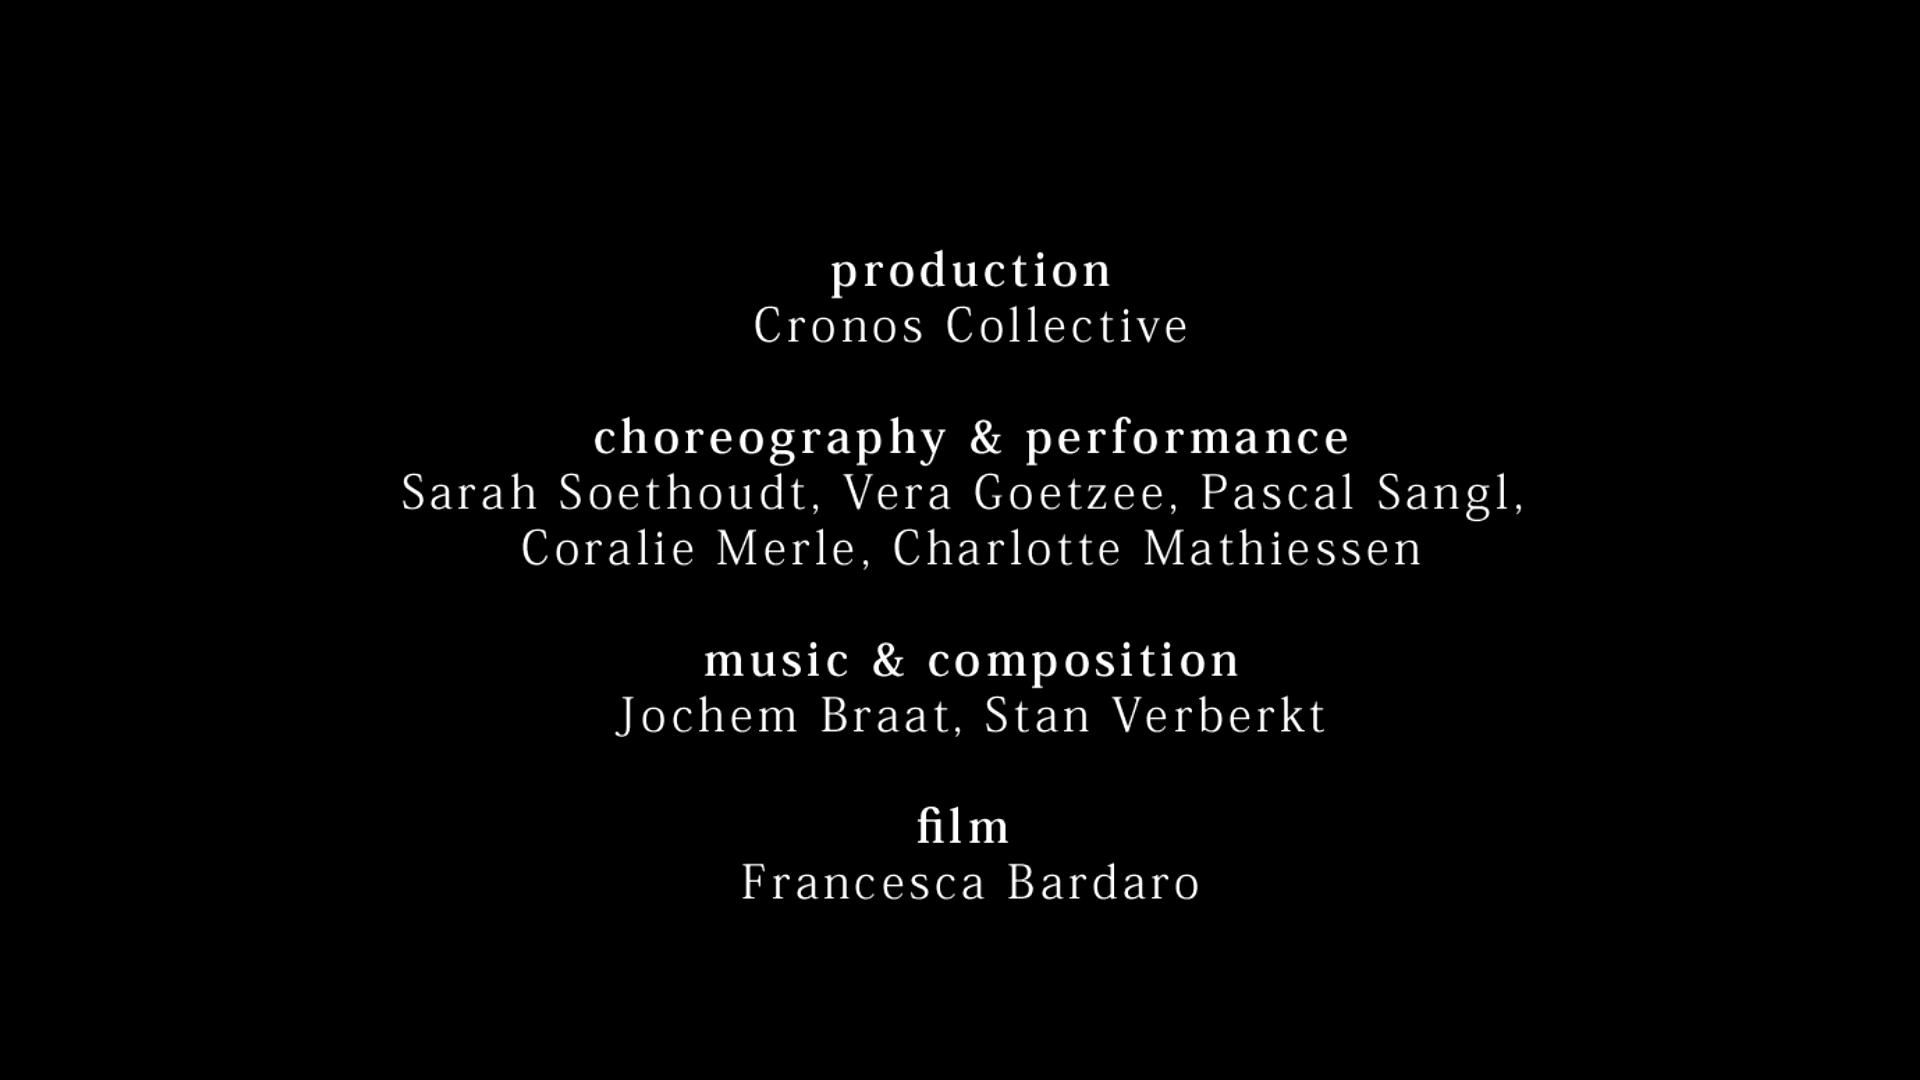 production
Cronos Collective
choreography & performance
Sarah Soethoudt, Vera Goetzee, Pascal Sangl,
Coralie Merle, Charlotte Mathiessen
music & composition
Jochem Braat, Stan Verberkt
film
Francesca Bardaro